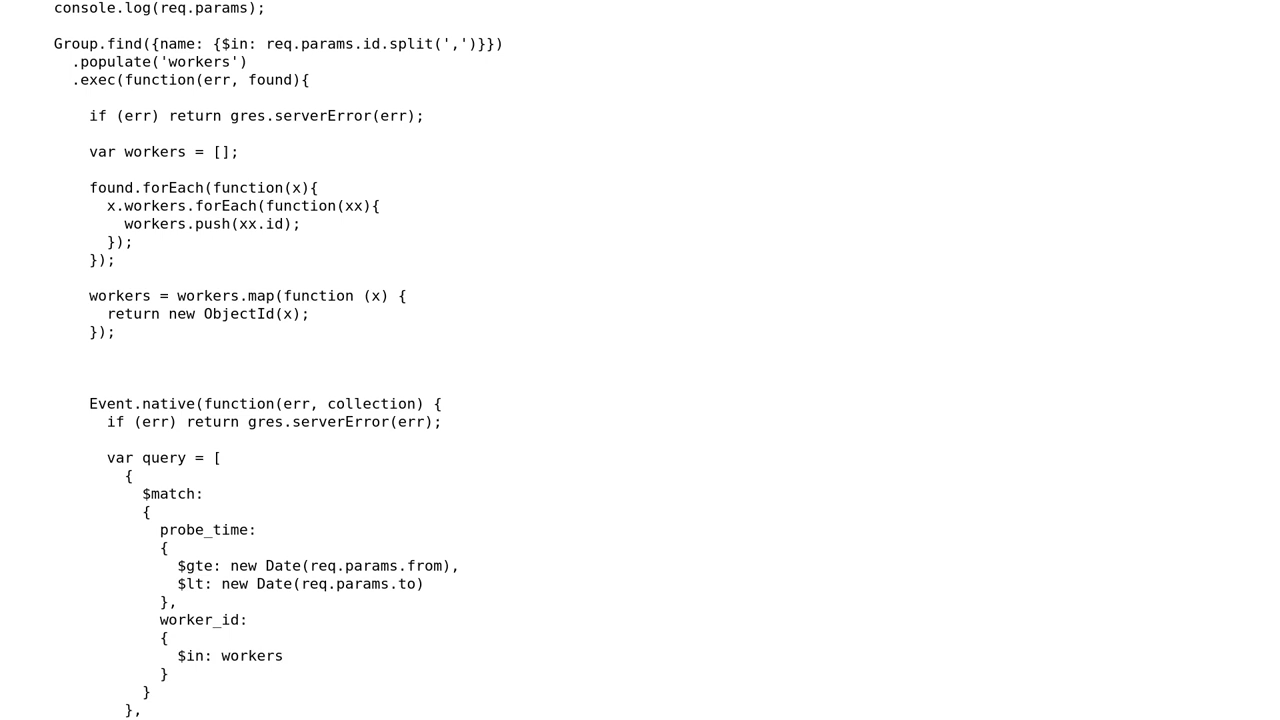 console.log(req.params);
Group.find({name: {$in: req.params.id.split(',')}})
.populate('workers')
.exec(function(err, found){
if (err) return gres.serverError(err);
var workers = [];
found.forEach(function(x){
x.workers.forEach(function(xx){
workers.push(xx.id);
});
});
workers = workers.map(function (x) {
return new ObjectId(x);
});
Event.native(function(err, collection) {
if (err) return gres.serverError(err);
var query = [
{
$match:
{
probe_time:
{
$gte: new Date(req.params.from),
$lt: new Date(req.params.to)
},
worker_id:
{
$in: workers
}
}
},